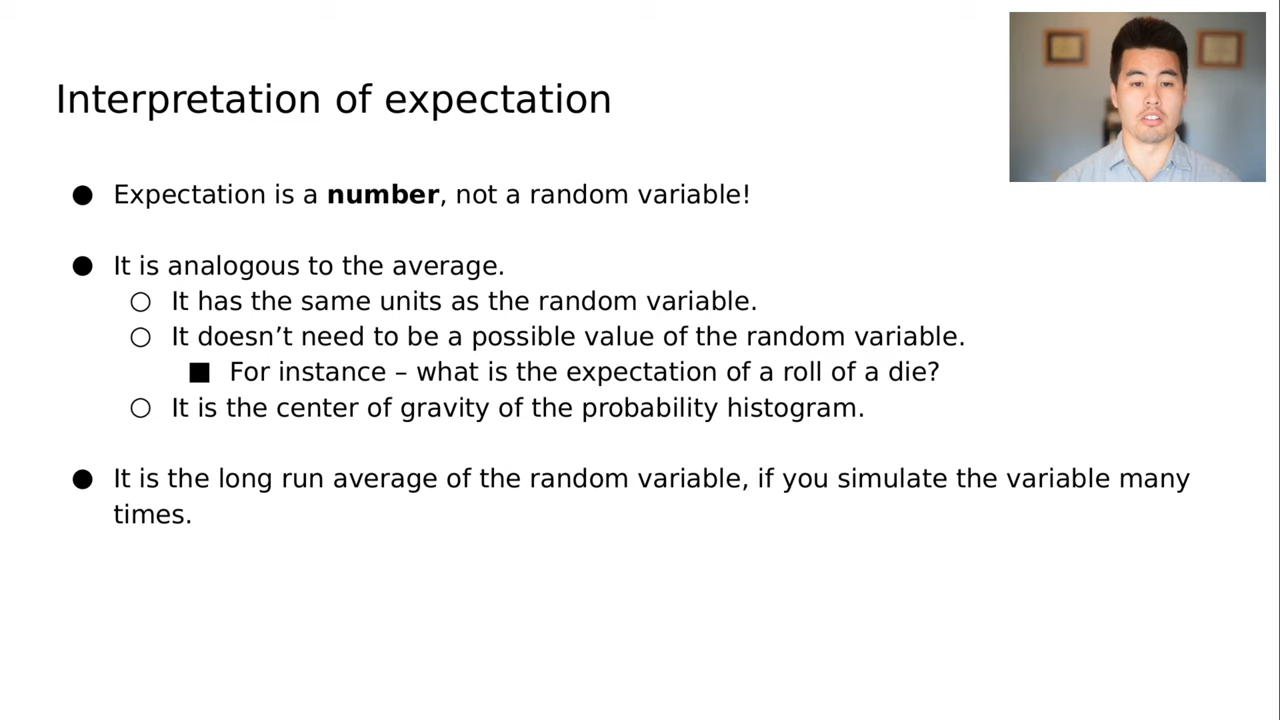 Interpretation of expectation
● Expectation is a number, not a random variable!
● It is analogous to the average.
○ It has the same units as the random variable.
○ It doesn’t need to be a possible value of the random variable.
■ For instance – what is the expectation of a roll of a die?
○ It is the center of gravity of the probability histogram.
● It is the long run average of the random variable, if you simulate the variable many
times.